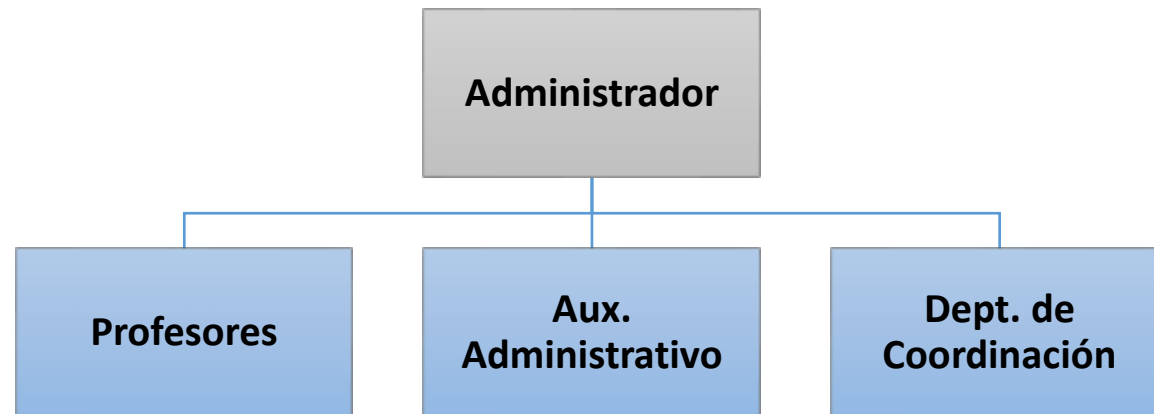 Administrador
Profesores
Aux.
Administrativo
Dept. de
Coordinación